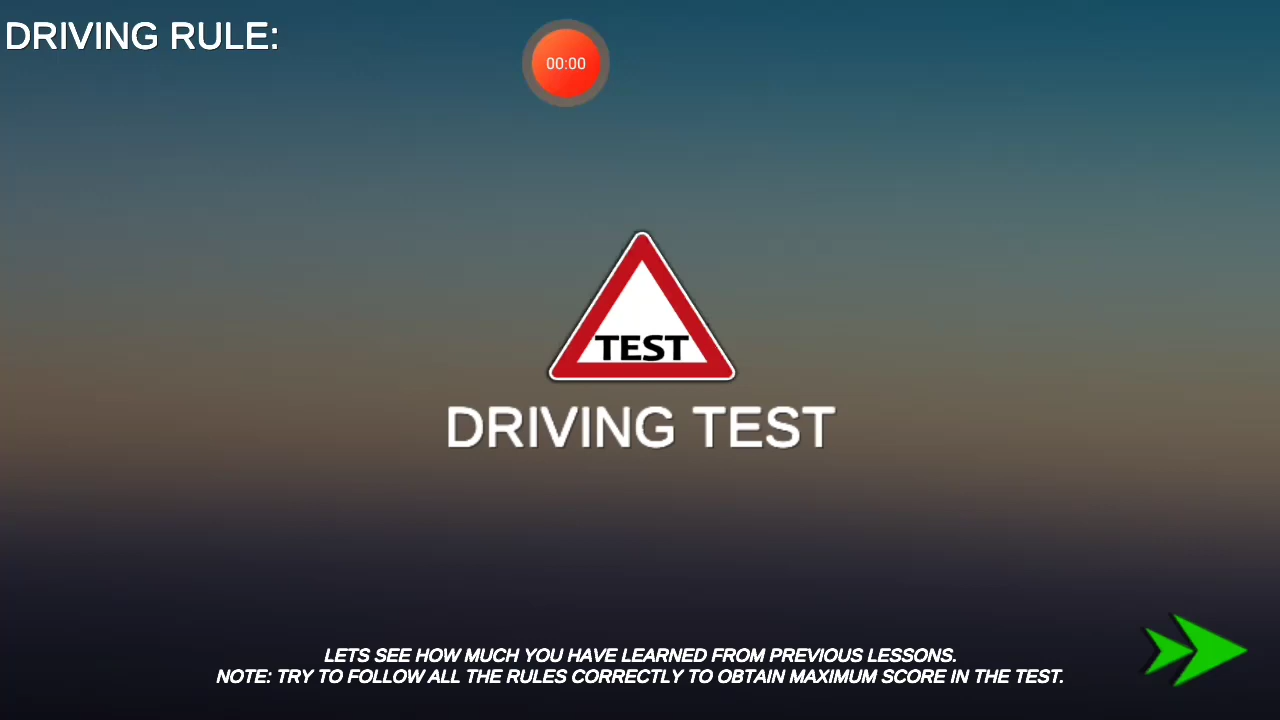 DRIVING RULE:
00:00
TEST
DRIVING TEST
LETS SEE HOW MUCH YOU HAVE LEARNED FROM PREVIOUS LESSONS.
NOTE: TRY TO FOLLOW ALL THE RULES CORRECTLY TO OBTAIN MAXIMUM SCORE IN THE TEST.